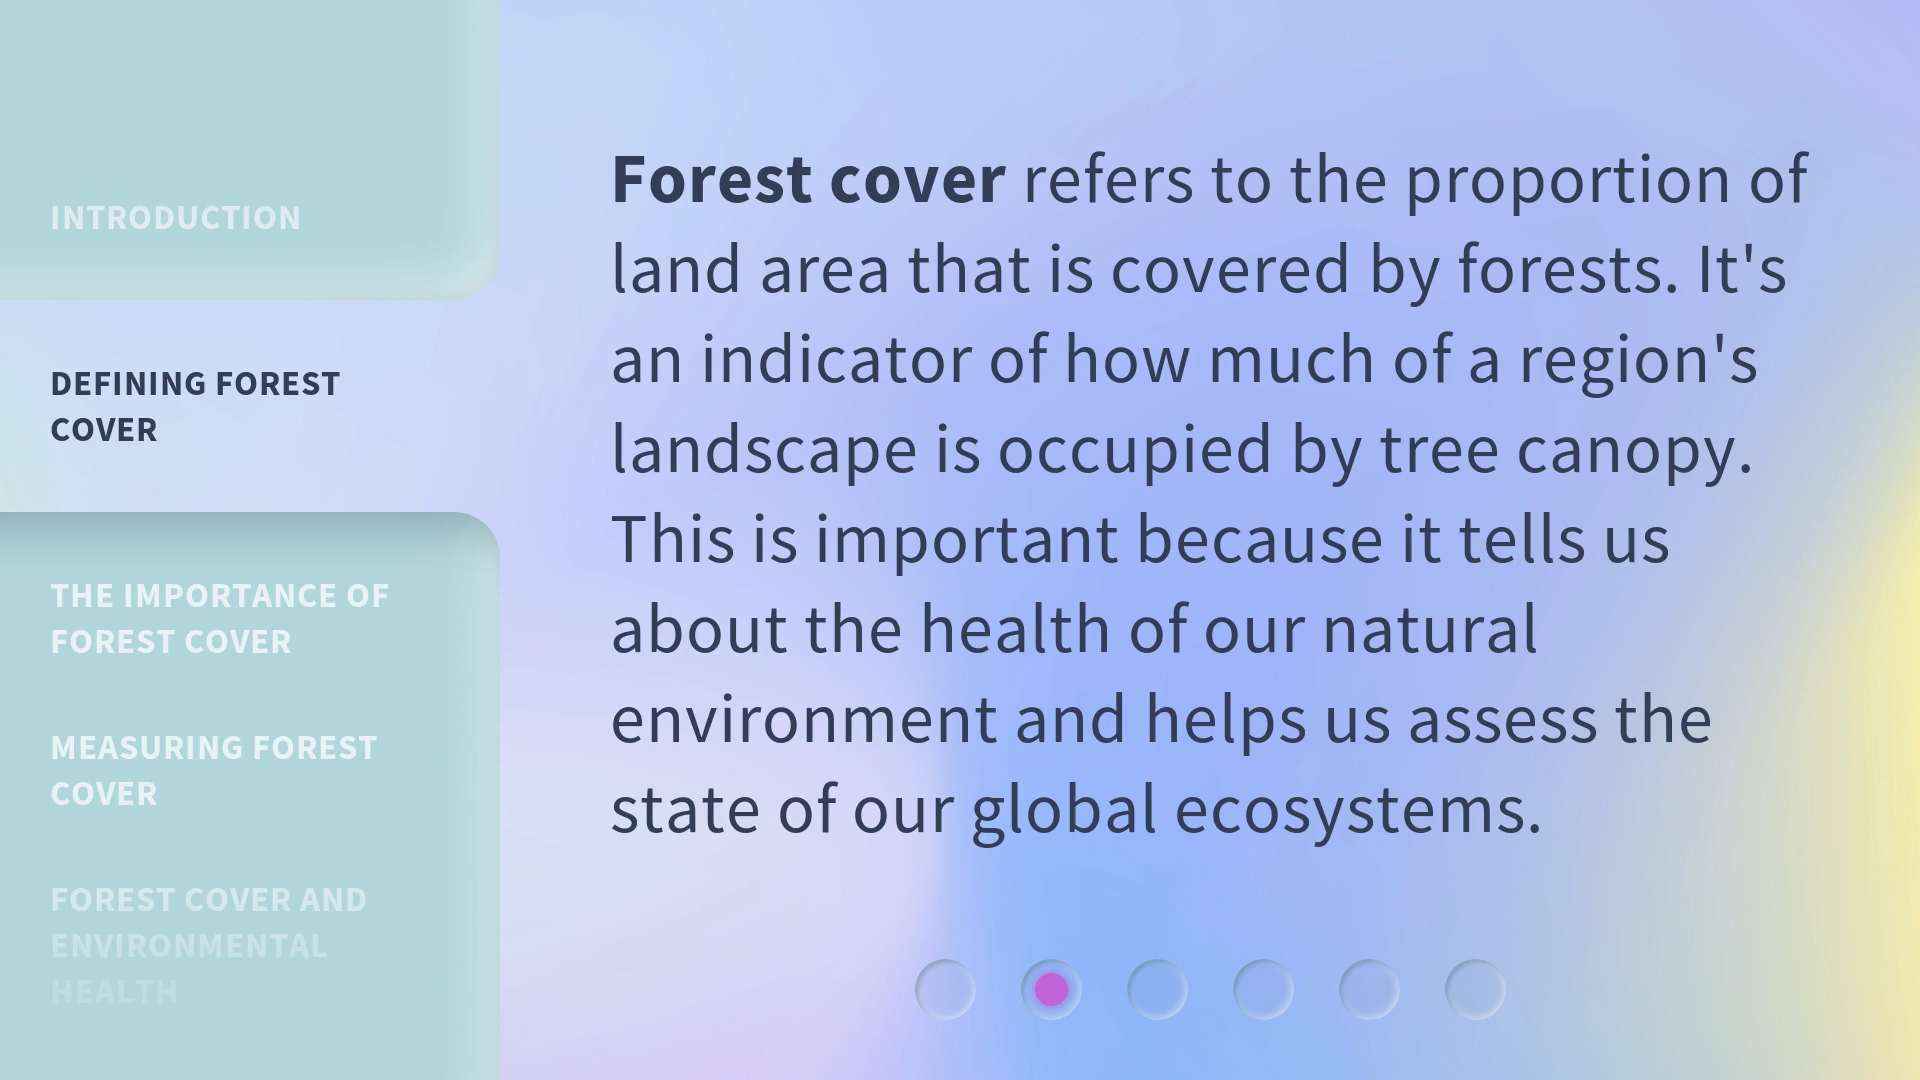 INTRODUCTION
DEFINING FOREST
COVER
THE IMPORTANCE OF
FOREST COVER
MEASURING FOREST
COVER
FOREST COVER AND
ENVIRONMENTAL
HEALTH
Forest cover refers to the proportion of
land area that is covered by forests. It's
an indicator of how much of a region's
landscape is occupied by tree canopy.
This is important because it tells us
about the health of our natural
environment and helps us assess the
state of our global ecosystems.